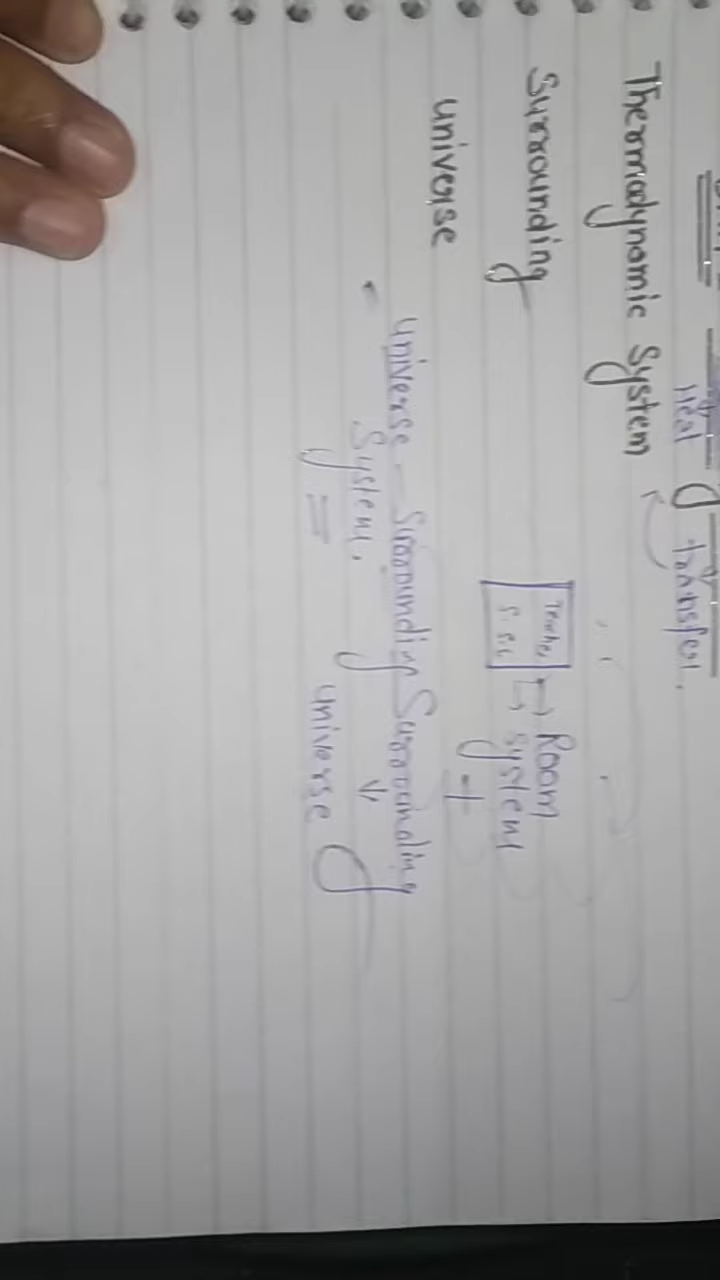 Heat transfer.
Thermodynamic System
Surrounding
Room
System
+
universe
universe - Surrounding Surrounding
System. ↓
= universe